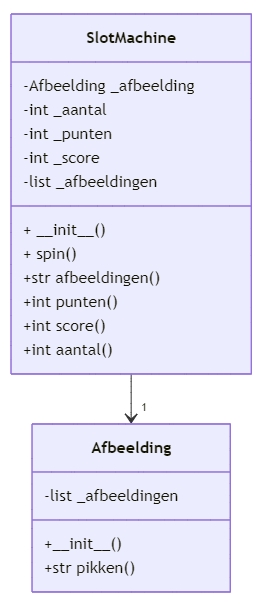 SlotMachine
-Afbeelding _afbeelding
-int _aantal
-int _punten
-int _score
-list _afbeeldingen
+ __init__()
+ spin()
+str afbeeldingen()
+int punten()
+int score()
+int aantal()
1
Afbeelding
-list _afbeeldingen
+__init__()
+str pikken()